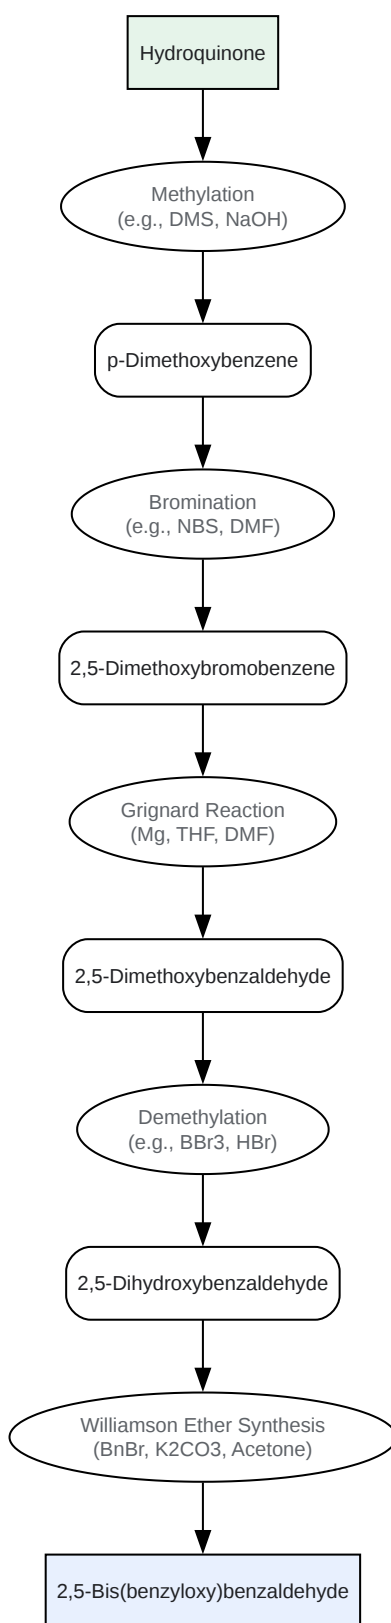 Hydroquinone
Methylation
(e.g., DMS, NaOH)
p-Dimethoxybenzene
Bromination
(e.g., NBS, DMF)
2,5-Dimethoxybromobenzene
Grignard Reaction
(Mg, THF, DMF)
2,5-Dimethoxybenzaldehyde
Demethylation
(e.g., BBr3, HBr)
2,5-Dihydroxybenzaldehyde
Williamson Ether Synthesis
(BnBr, K2CO3, Acetone)
2,5-Bis(benzyloxy)benzaldehyde